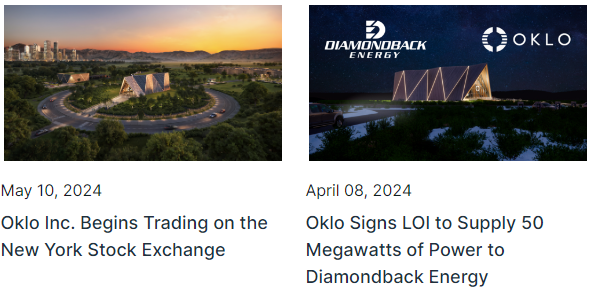 DIAMONDBACK
ENERGY
OKLO
May 10, 2024
Oklo Inc. Begins Trading on the
New York Stock Exchange
April 08, 2024
Oklo Signs LOI to Supply 50
Megawatts of Power to
Diamondback Energy